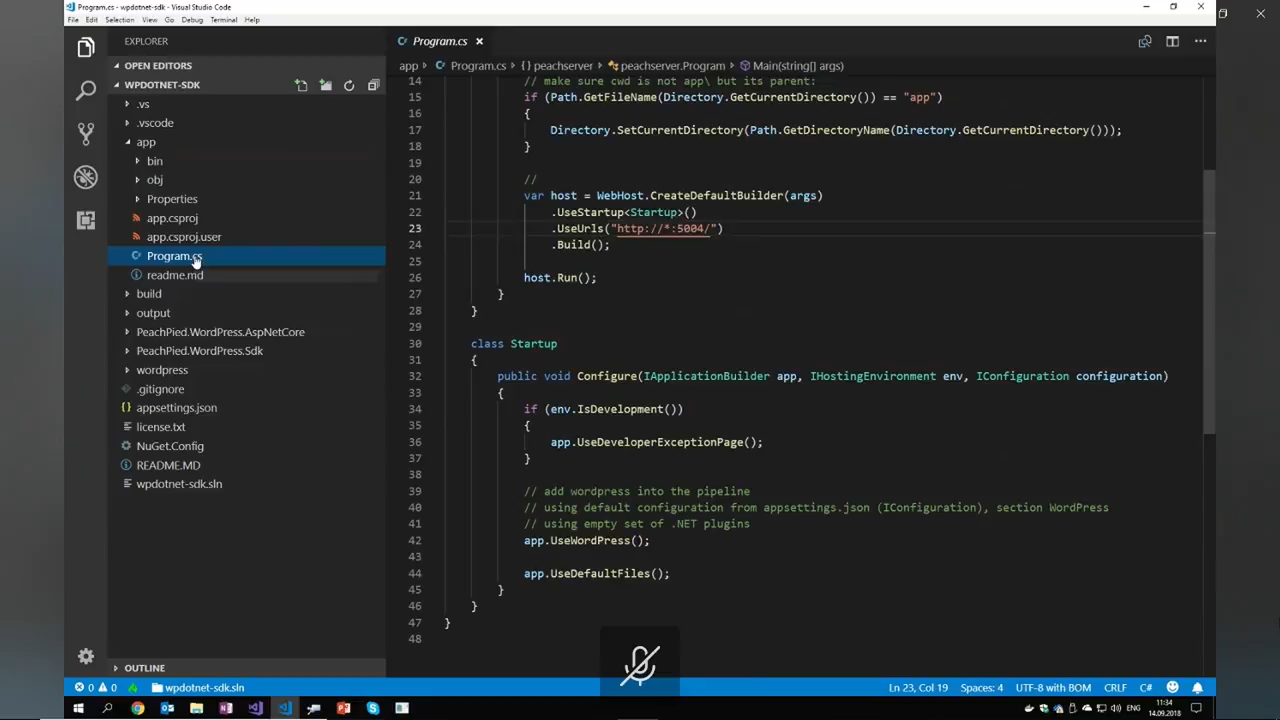 Program.cs - wpdotnet-sdk - Visual Studio Code
File Edit Selection View Go Debug Terminal Help
EXPLORER
OPEN EDITORS
WPDOTNET-SDK
.vs
.vscode
app
bin
obj
Properties
app.csproj
app.csproj.user
Program.cs
readme.md
build
output
PeachPied.WordPress.AspNetCore
PeachPied.WordPress.Sdk
wordpress
.gitignore
appsettings.json
license.txt
NuGet.Config
README.MD
wpdotnet-sdk.sln
OUTLINE
Program.cs
app Program.cs {} peachserver peachserver.Program Main(string[] args)
14 // make sure cwd is not app\ but its parent:
15 if (Path.GetFileName(Directory.GetCurrentDirectory()) == "app")
16 {
17 Directory.SetCurrentDirectory(Path.GetDirectoryName(Directory.GetCurrentDirectory()));
18 }
19
20 //
21 var host = WebHost.CreateDefaultBuilder(args)
22 .UseStartup<Startup>()
23 .UseUrls("http://*:5004/")
24 .Build();
25
26 host.Run();
27 }
28 }
29
30 class Startup
31 {
32 public void Configure(IApplicationBuilder app, IHostingEnvironment env, IConfiguration configuration)
33 {
34 if (env.IsDevelopment())
35 {
36 app.UseDeveloperExceptionPage();
37 }
38
39 // add wordpress into the pipeline
40 // using default configuration from appsettings.json (IConfiguration), section WordPress
41 // using empty set of .NET plugins
42 app.UseWordPress();
43
44 app.UseDefaultFiles();
45 }
46 }
47 }
48
0 0 wpdotnet-sdk.sln Ln 23, Col 19 Spaces: 4 UTF-8 with BOM CRLF C#
ENG 11:34
14.09.2018